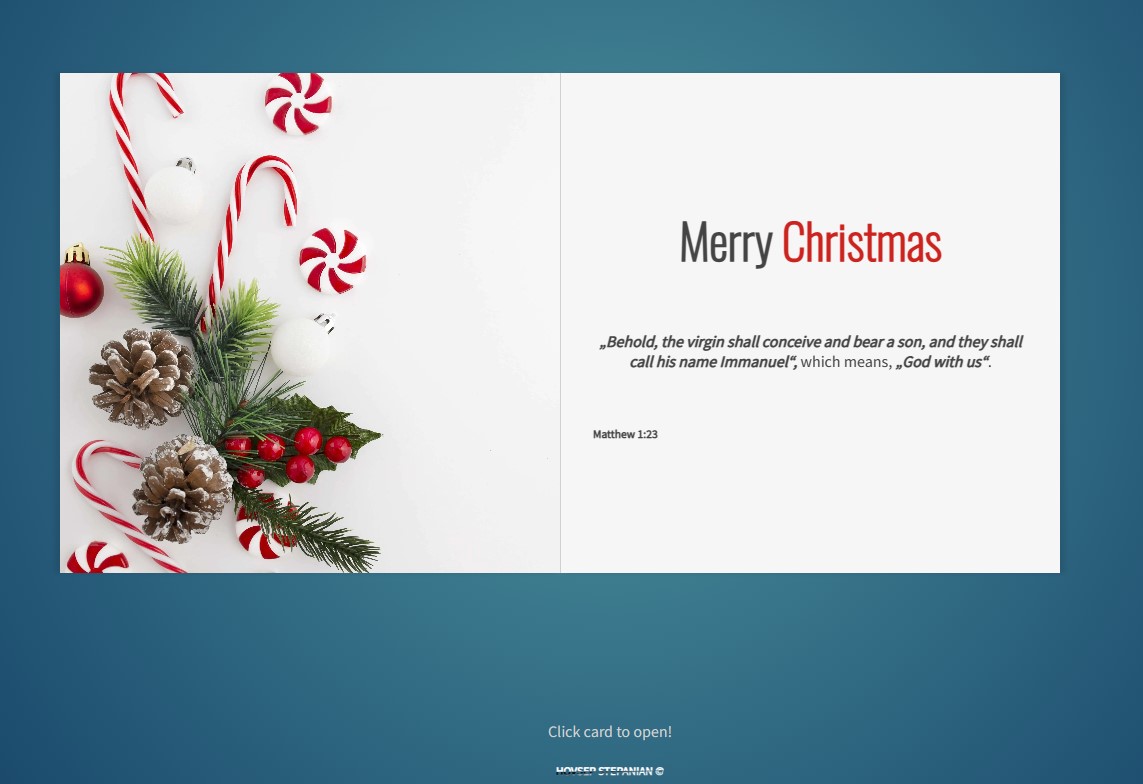 Merry Christmas
„Behold, the virgin shall conceive and bear a son, and they shall
call his name Immanuel“, which means, „God with us“.
Matthew 1:23
Click card to open!
HOVSEP STEPANIAN ©